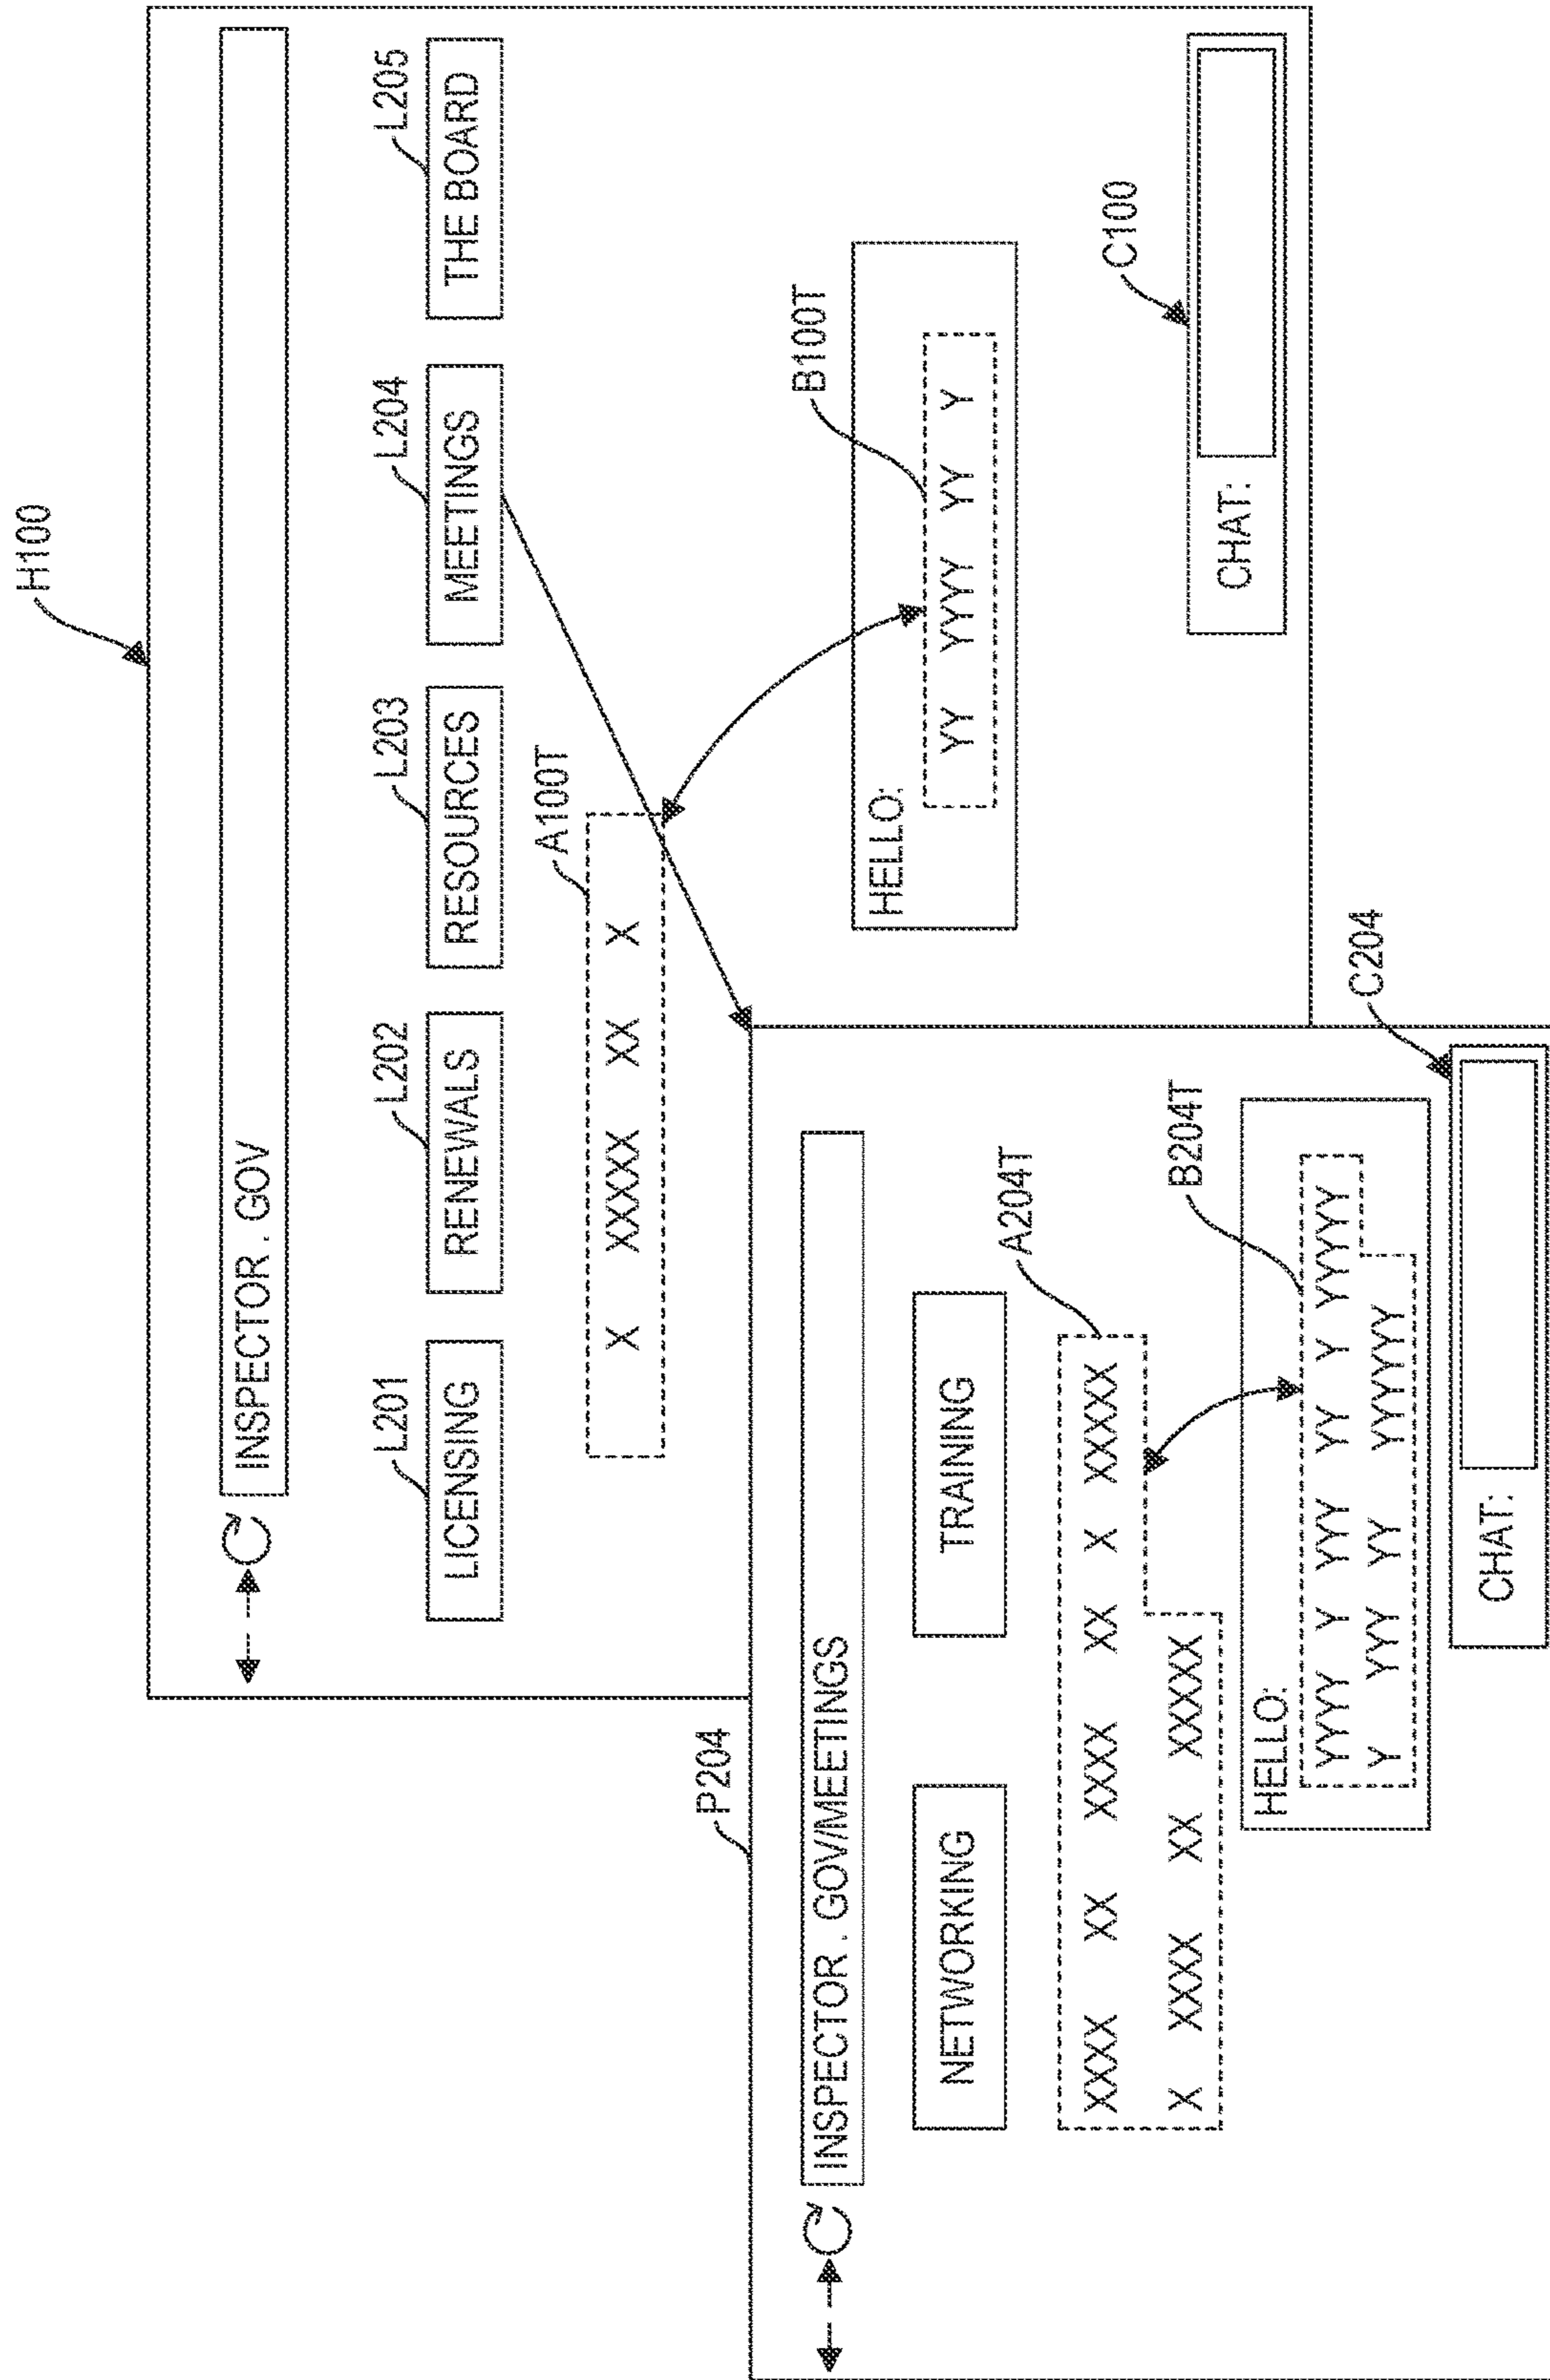 H100
INSPECTOR . GOV
L201
L202
L203
L204
L205
LICENSING
RENEWALS
RESOURCES
MEETINGS
THE BOARD
A100T
X XXXXX XX X
B100T
HELLO:
YY YYYY YY Y
C100
CHAT:
P204
INSPECTOR . GOV/MEETINGS
NETWORKING
TRAINING
A204T
XXXX XX XXXX XX X XXXXX
X XXXX XX XXXXX
B204T
HELLO:
YYYY Y YYY YY Y YYYYY
Y YYY YY YYYYYY
C204
CHAT: